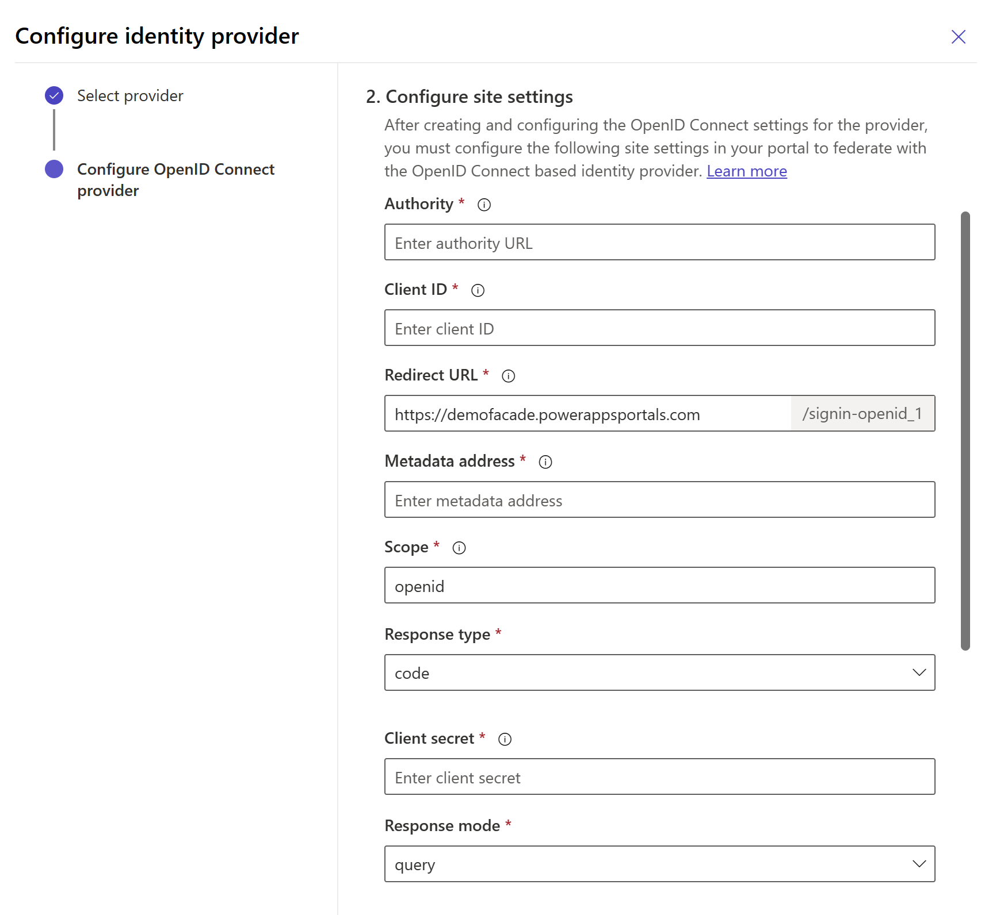 Configure identity provider
Select provider
Configure OpenID Connect
provider
2. Configure site settings
After creating and configuring the OpenID Connect settings for the provider,
you must configure the following site settings in your portal to federate with
the OpenID Connect based identity provider. Learn more
Authority *
Enter authority URL
Client ID *
Enter client ID
Redirect URL *
https://demofacade.powerappsportals.com /signin-openid_1
Metadata address *
Enter metadata address
Scope *
openid
Response type *
code
Client secret *
Enter client secret
Response mode *
query